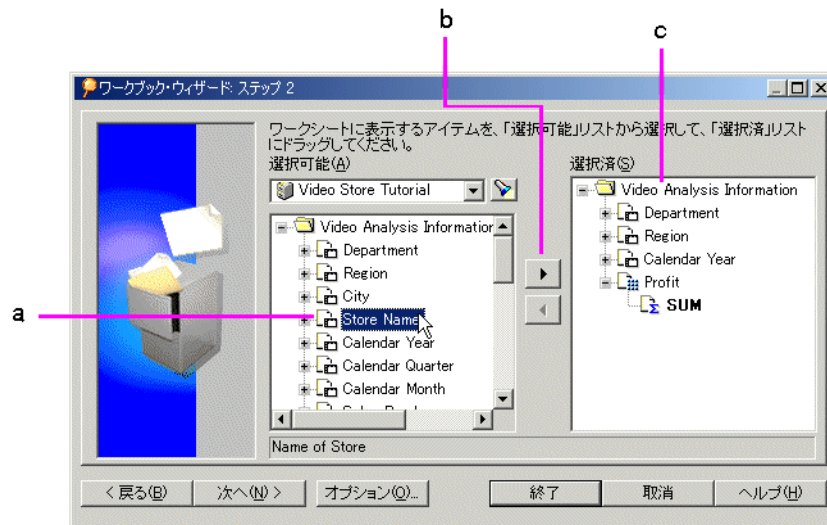 b
c
ワークブック・ウィザード: ステップ 2
ワークシートに表示するアイテムを、「選択可能」リストから選択して、「選択済」リスト
にドラッグしてください。
選択可能(A)
選択済(S)
Video Store Tutorial
Video Analysis Information
Department
Region
City
a
Store Name
Calendar Year
Calendar Quarter
Calendar Month
Video Analysis Information
Department
Region
Calendar Year
Profit
SUM
Name of Store
< 戻る(B)
次へ(N) >
オプション(O)...
終了
取消
ヘルプ(H)